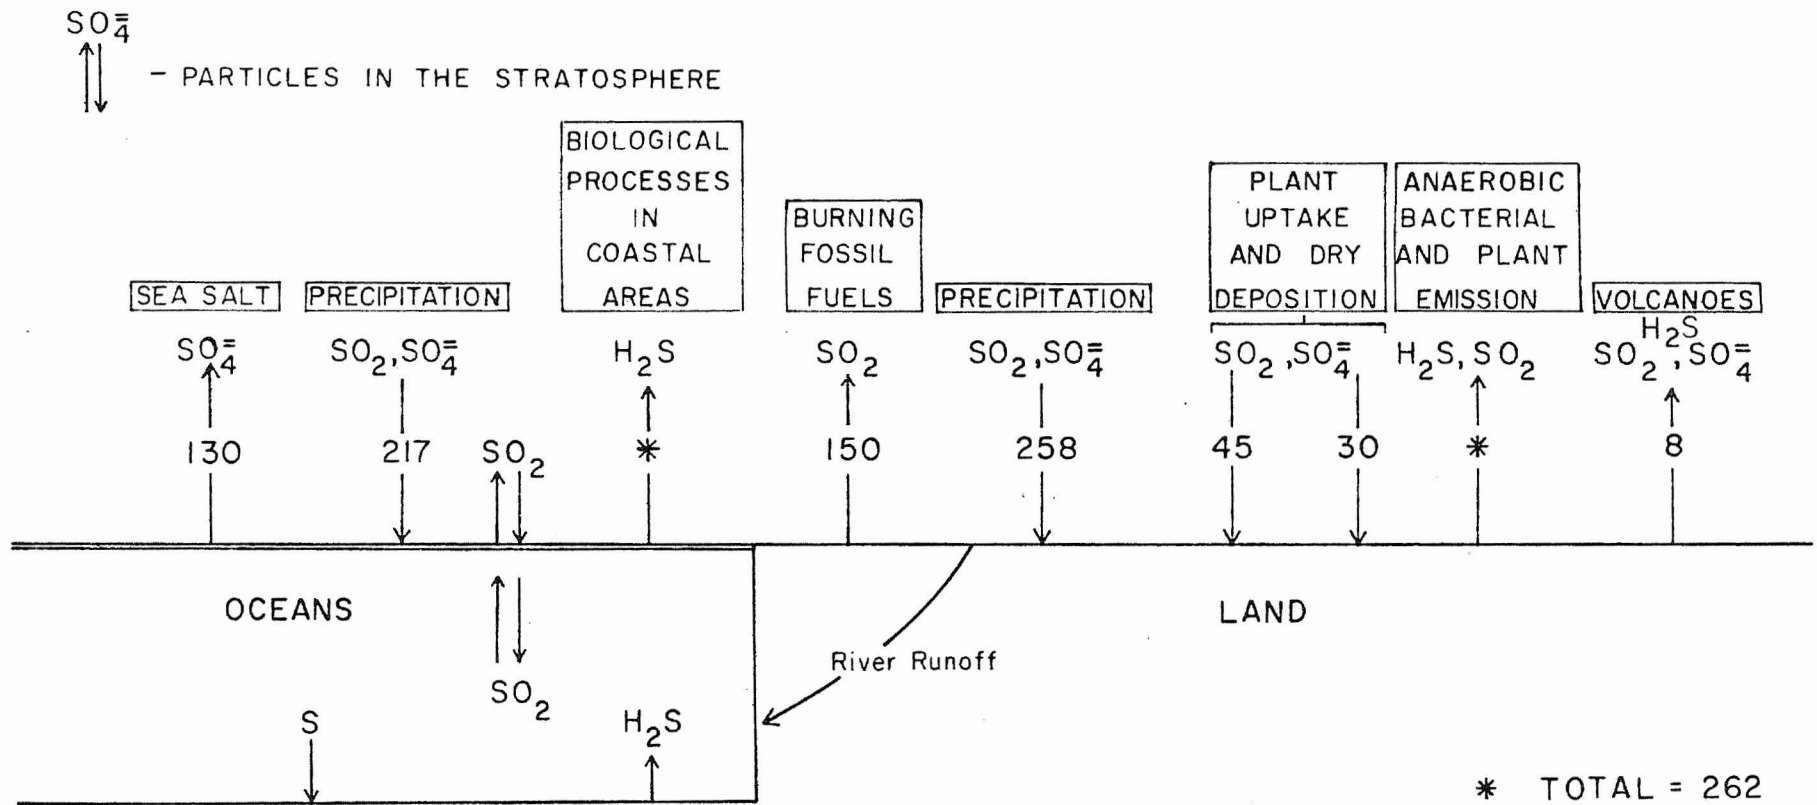 SO₄⁼
– PARTICLES IN THE STRATOSPHERE
BIOLOGICAL
PROCESSES
IN
COASTAL
AREAS
BURNING
FOSSIL
FUELS
PLANT
UPTAKE
AND DRY
DEPOSITION
ANAEROBIC
BACTERIAL
AND PLANT
EMISSION
SEA SALT
PRECIPITATION
PRECIPITATION
VOLCANOES
SO₄⁼
SO₂,SO₄⁼
H₂S
SO₂
SO₂,SO₄⁼
SO₂,SO₄⁼
H₂S,SO₂
H₂S
SO₂,SO₄⁼
130
217
SO₂
*
150
258
45
30
*
8
OCEANS
LAND
River Runoff
SO₂
S
H₂S
* TOTAL = 262